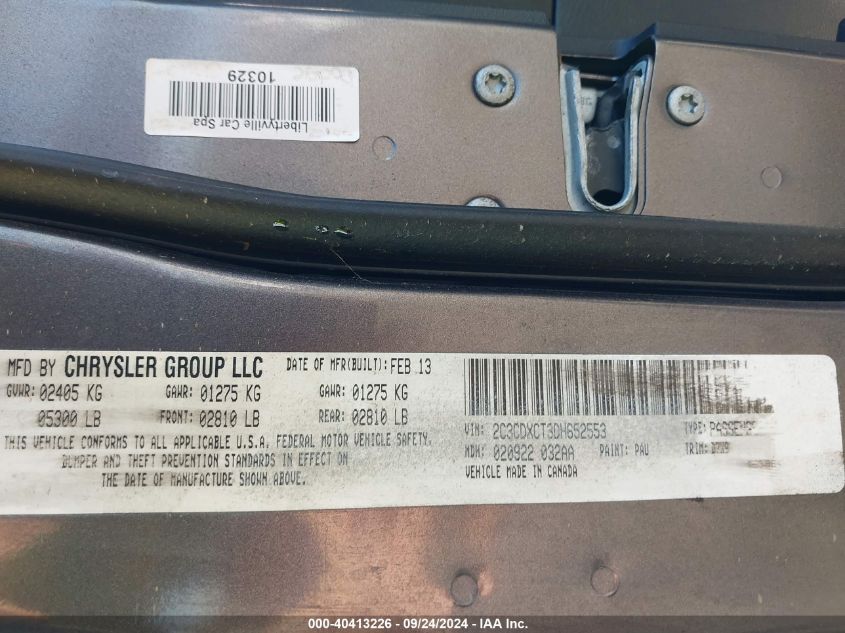 10329
Libertyville Car Spa
MFD BY CHRYSLER GROUP LLC DATE OF MFR(BUILT): FEB 13
GVWR: 02405 KG GAWR: 01275 KG GAWR: 01275 KG
05300 LB FRONT: 02810 LB REAR: 02810 LB
THIS VEHICLE CONFORMS TO ALL APPLICABLE U.S.A. FEDERAL MOTOR VEHICLE SAFETY,
BUMPER AND THEFT PREVENTION STANDARDS IN EFFECT ON
THE DATE OF MANUFACTURE SHOWN ABOVE.
VIN: 2C3CDXCT3DH652553 TYPE:
MDH: 020922 032AA PAINT: PAU TRIM:
VEHICLE MADE IN CANADA
000-40413226 - 09/24/2024 - IAA Inc.